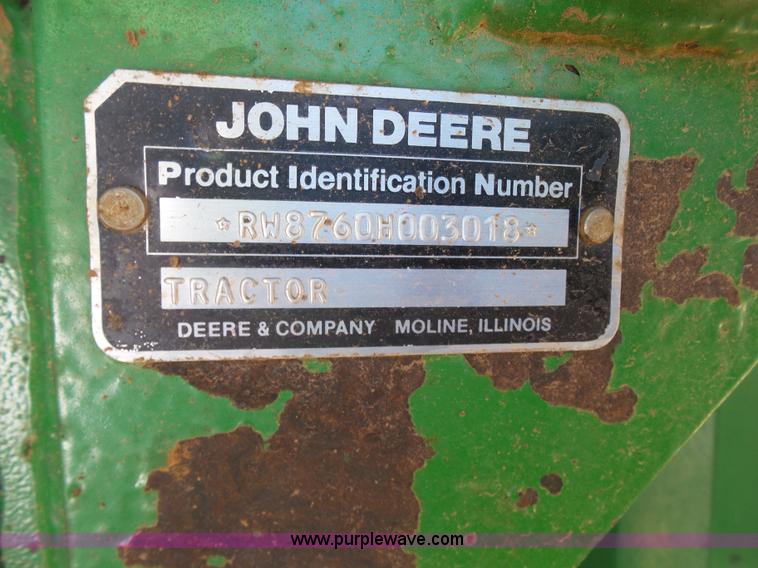 JOHN DEERE
Product Identification Number
*RW8760H003018*
TRACTOR
DEERE & COMPANY MOLINE, ILLINOIS
www.purplewave.com